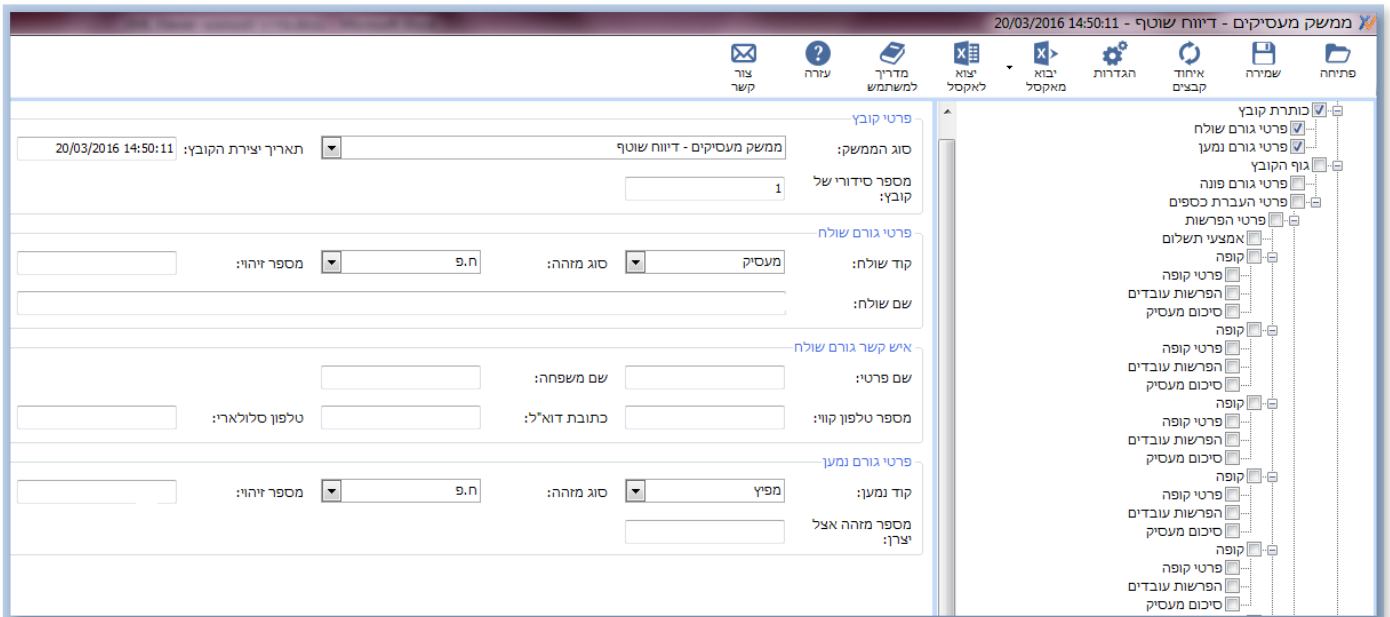 ממשק מעסיקים - דיווח שוטף - 20/03/2016 14:50:11
פתיחה
שמירה
איחוד
קבצים
הגדרות
יבוא
מאקסל
יצוא
לאקסל
מדריך
למשתמש
עזרה
צור
קשר
כותרת קובץ
פרטי גורם שולח
פרטי גורם נמען
גוף הקובץ
פרטי גורם פונה
פרטי העברת כספים
פרטי הפרשות
אמצעי תשלום
קופה
פרטי קופה
הפרשות עובדים
סיכום מעסיק
קופה
פרטי קופה
הפרשות עובדים
סיכום מעסיק
קופה
פרטי קופה
הפרשות עובדים
סיכום מעסיק
קופה
פרטי קופה
הפרשות עובדים
סיכום מעסיק
קופה
פרטי קופה
הפרשות עובדים
סיכום מעסיק
פרטי קובץ
סוג הממשק: ממשק מעסיקים - דיווח שוטף תאריך יצירת הקובץ: 20/03/2016 14:50:11
מספר סידורי של
קובץ: 1
פרטי גורם שולח
קוד שולח: מעסיק סוג מזהה: ח.פ מספר זיהוי:
שם שולח:
איש קשר גורם שולח
שם פרטי: שם משפחה:
מספר טלפון קווי: כתובת דוא"ל: טלפון סלולארי:
פרטי גורם נמען
קוד נמען: מפיץ סוג מזהה: ח.פ מספר זיהוי:
מספר מזהה אצל
יצרן: